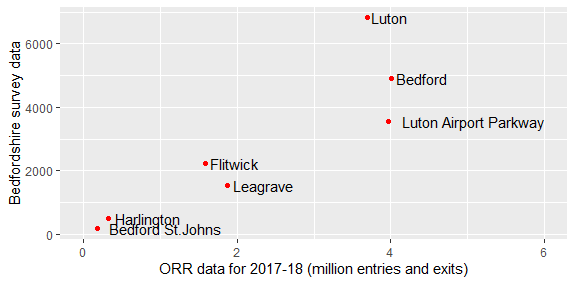 Luton
6000
Bedford
4000
Luton Airport Parkway
Flitwick
2000
Leagrave
Harlington
Bedford St.Johns
0
0 2 4 6
ORR data for 2017-18 (million entries and exits)
Bedfordshire survey data